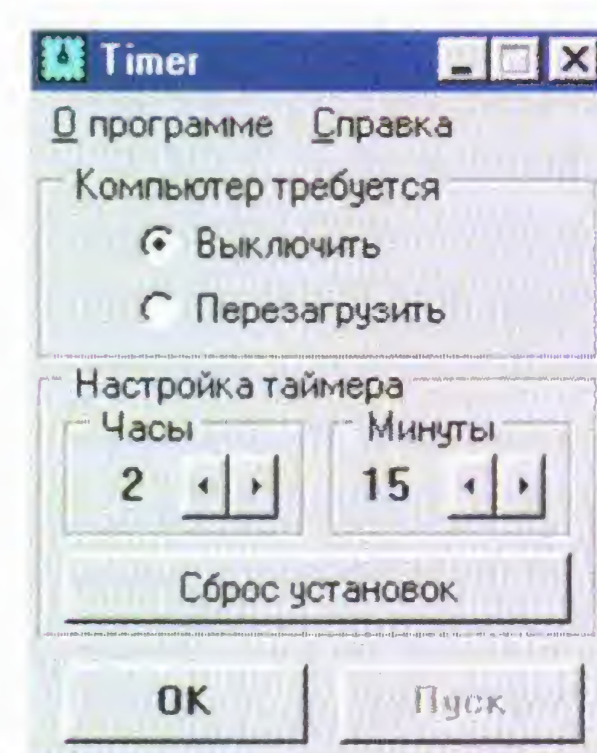 Timer
О программе Справка
Компьютер требуется
Выключить
Перезагрузить
Настройка таймера
Часы Минуты
2 15
Сброс установок
OK Пуск